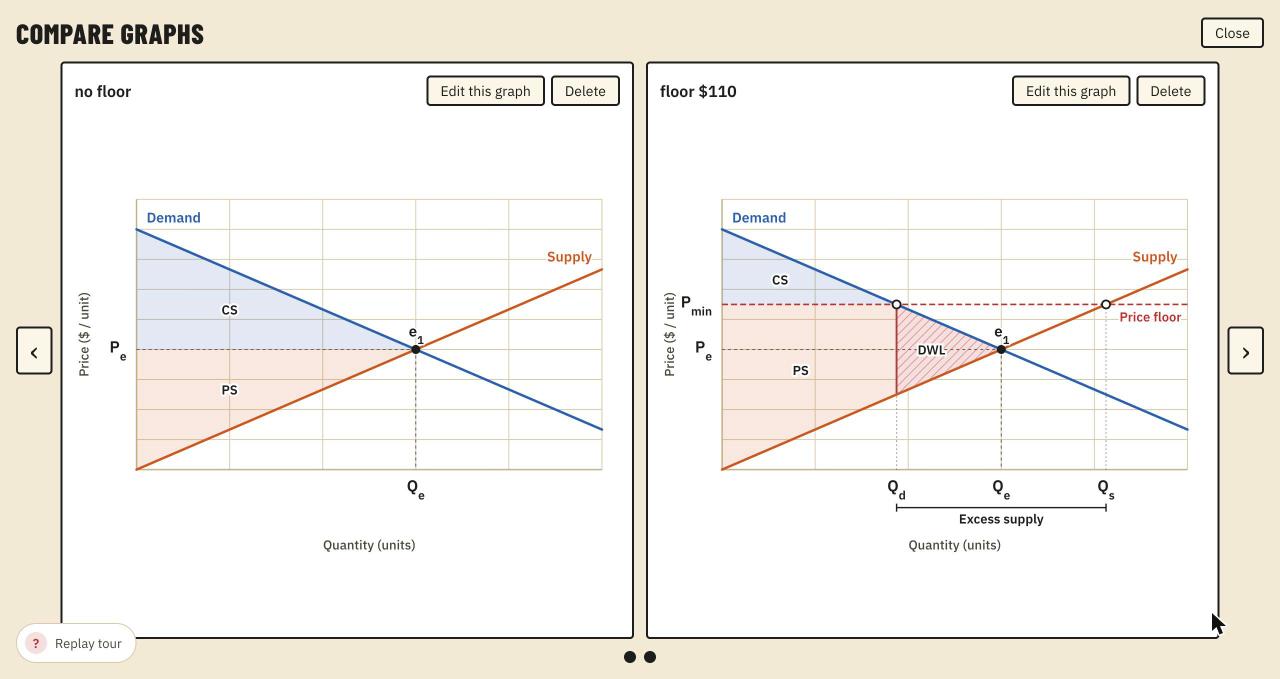 COMPARE GRAPHS
Close
no floor
Edit this graph
Delete
Demand
Supply
CS
e1
Pe
PS
Price ($ / unit)
Qe
Quantity (units)
floor $110
Edit this graph
Delete
Demand
Supply
CS
Pmin
Price floor
e1
Pe
DWL
PS
Price ($ / unit)
Qd
Qe
Qs
Excess supply
Quantity (units)
‹
›
? Replay tour